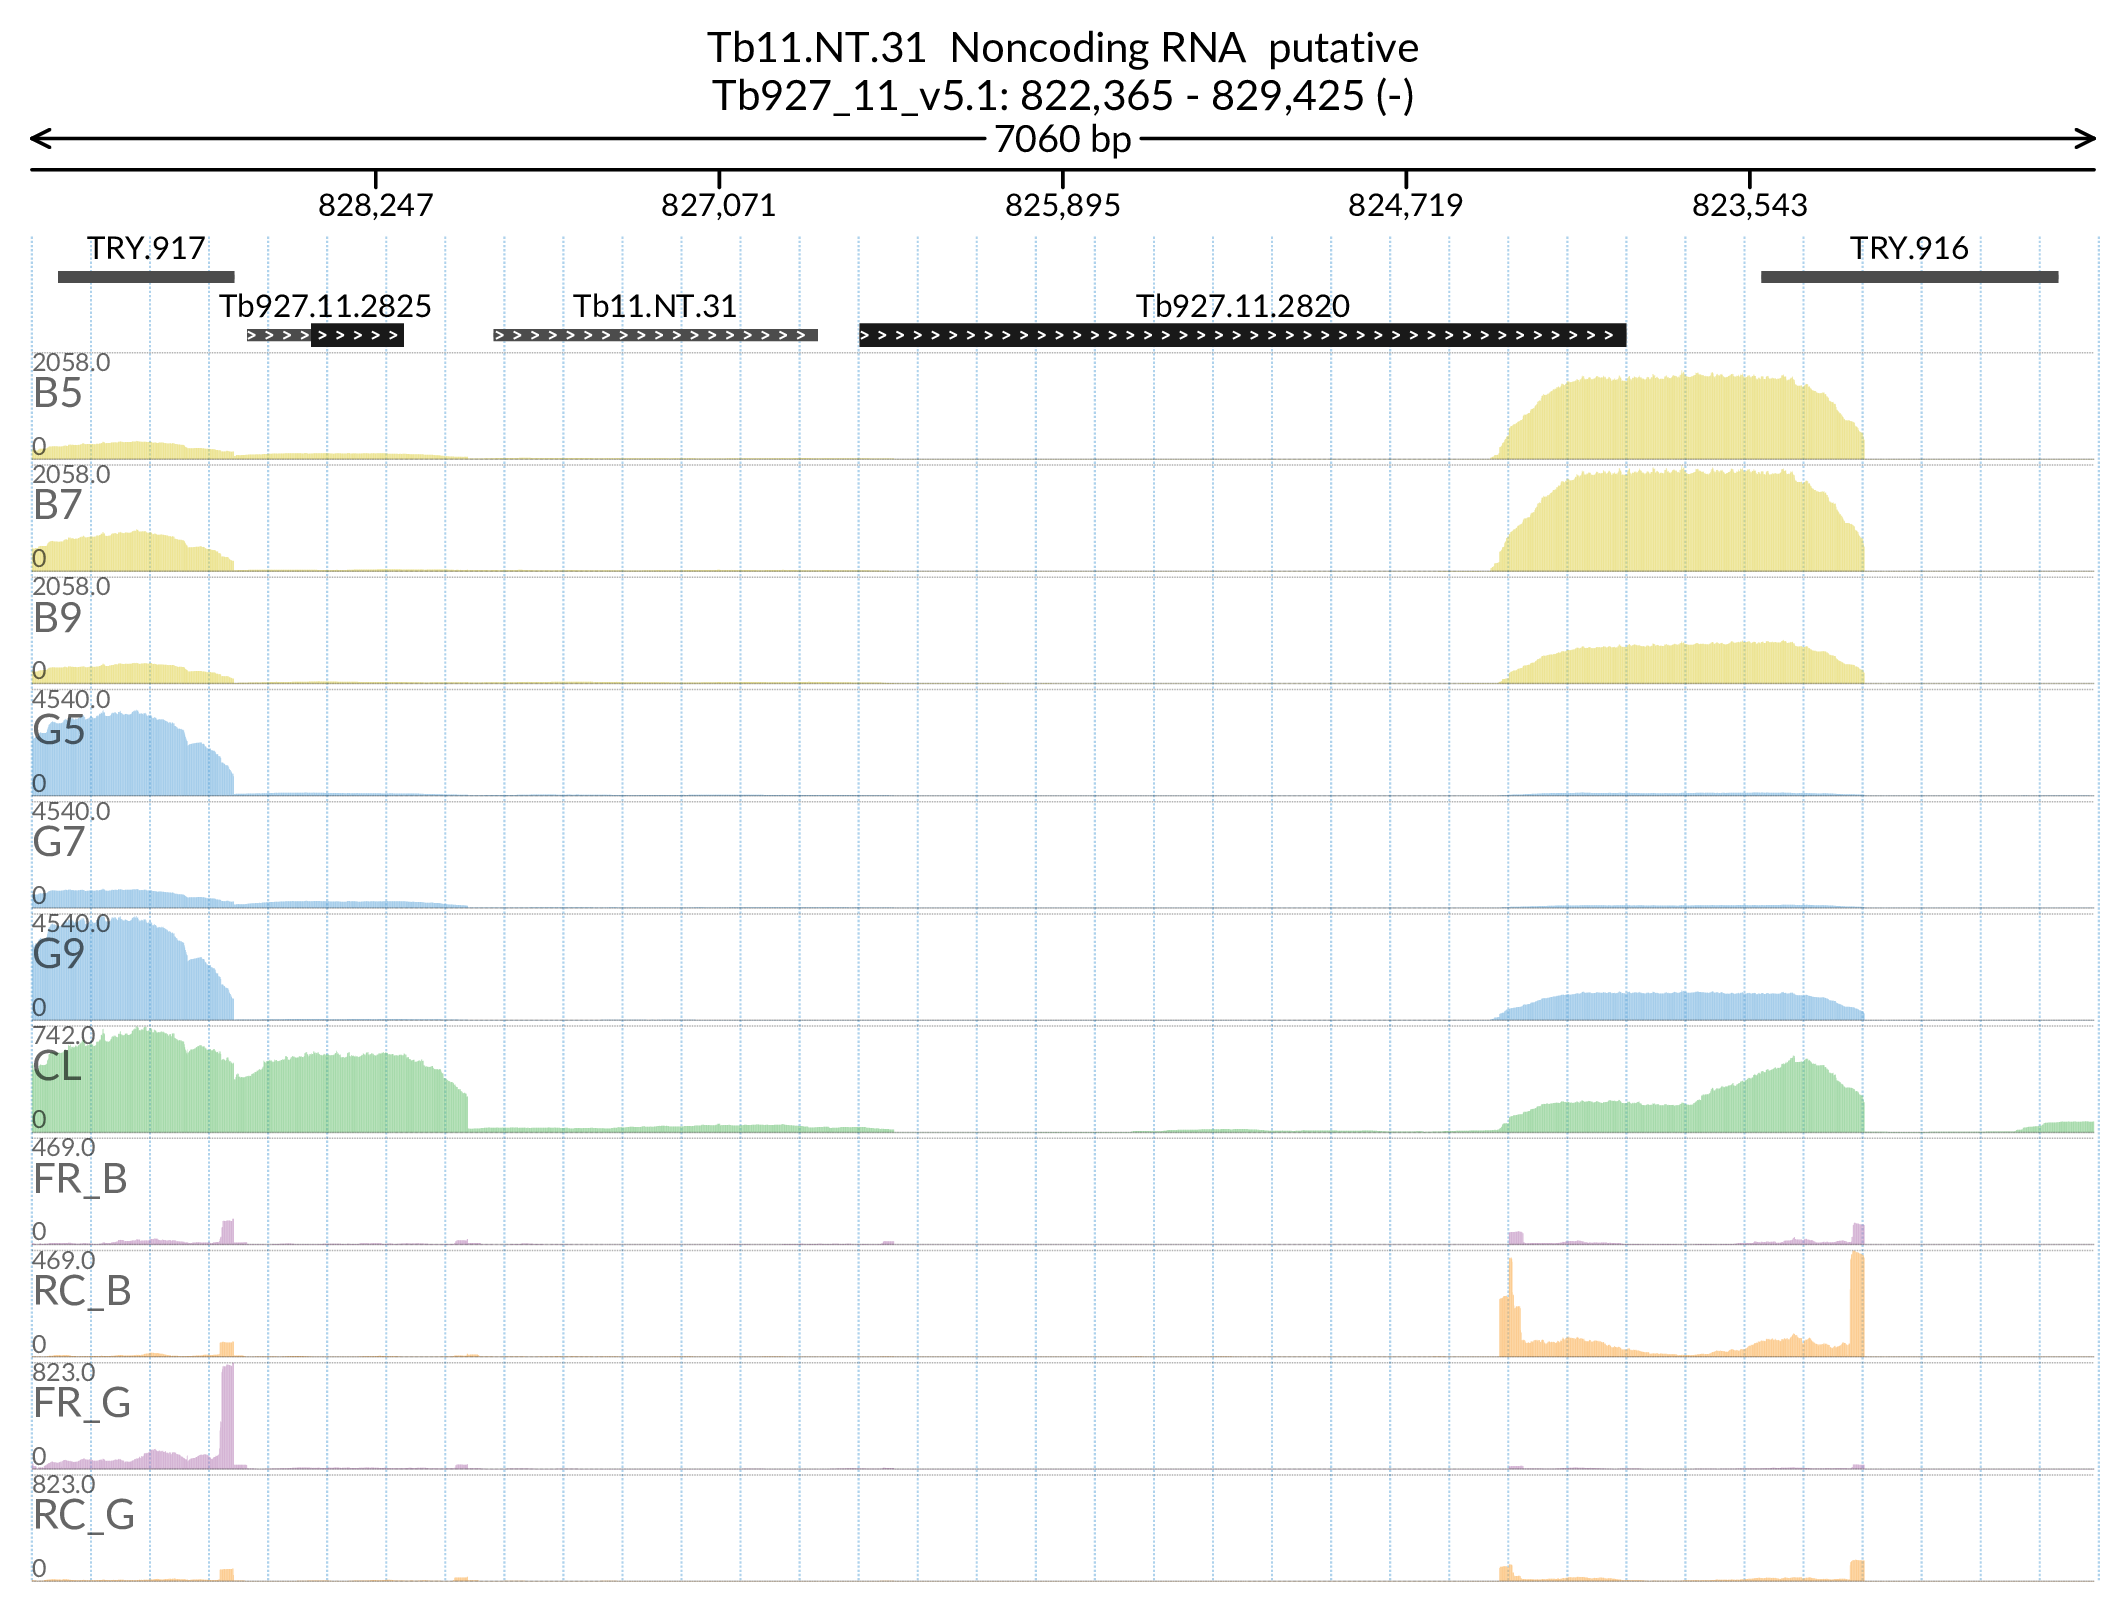 Tb11.NT.31 Noncoding RNA putative
Tb927_11_v5.1: 822,365 - 829,425 (-)
7060 bp
828,247 827,071 825,895 824,719 823,543
TRY.917 TRY.916
Tb927.11.2825 Tb11.NT.31 Tb927.11.2820
2058.0
B5
0
2058.0
B7
0
2058.0
B9
0
4540.0
G5
0
4540.0
G7
0
4540.0
G9
0
742.0
CL
0
469.0
FR_B
0
469.0
RC_B
0
823.0
FR_G
0
823.0
RC_G
0